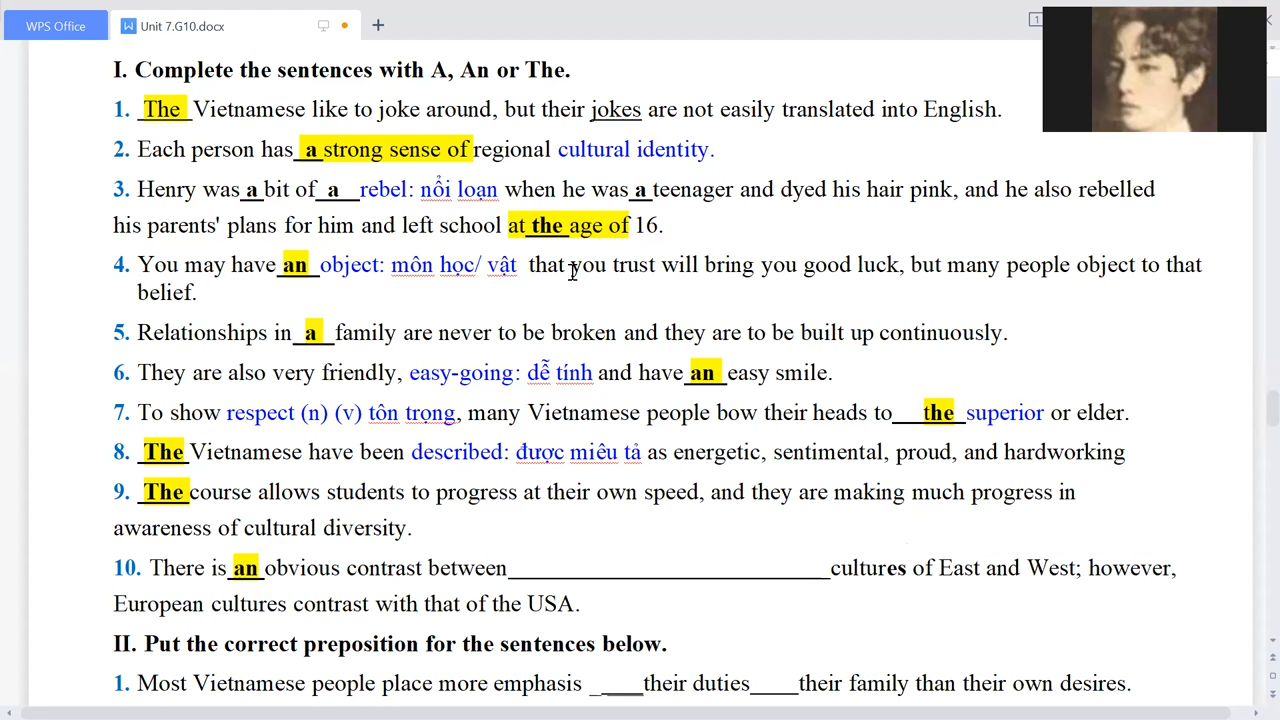 WPS Office
Unit 7.G10.docx
1
I. Complete the sentences with A, An or The.
1. The Vietnamese like to joke around, but their jokes are not easily translated into English.
2. Each person has a strong sense of regional cultural identity.
3. Henry was a bit of a rebel: nổi loạn when he was a teenager and dyed his hair pink, and he also rebelled
his parents' plans for him and left school at the age of 16.
4. You may have an object: môn học/ vật that you trust will bring you good luck, but many people object to that
belief.
5. Relationships in a family are never to be broken and they are to be built up continuously.
6. They are also very friendly, easy-going: dễ tính and have an easy smile.
7. To show respect (n) (v) tôn trọng, many Vietnamese people bow their heads to the superior or elder.
8. The Vietnamese have been described: được miêu tả as energetic, sentimental, proud, and hardworking
9. The course allows students to progress at their own speed, and they are making much progress in
awareness of cultural diversity.
10. There is an obvious contrast between____________________________cultures of East and West; however,
European cultures contrast with that of the USA.
II. Put the correct preposition for the sentences below.
1. Most Vietnamese people place more emphasis _____their duties____their family than their own desires.